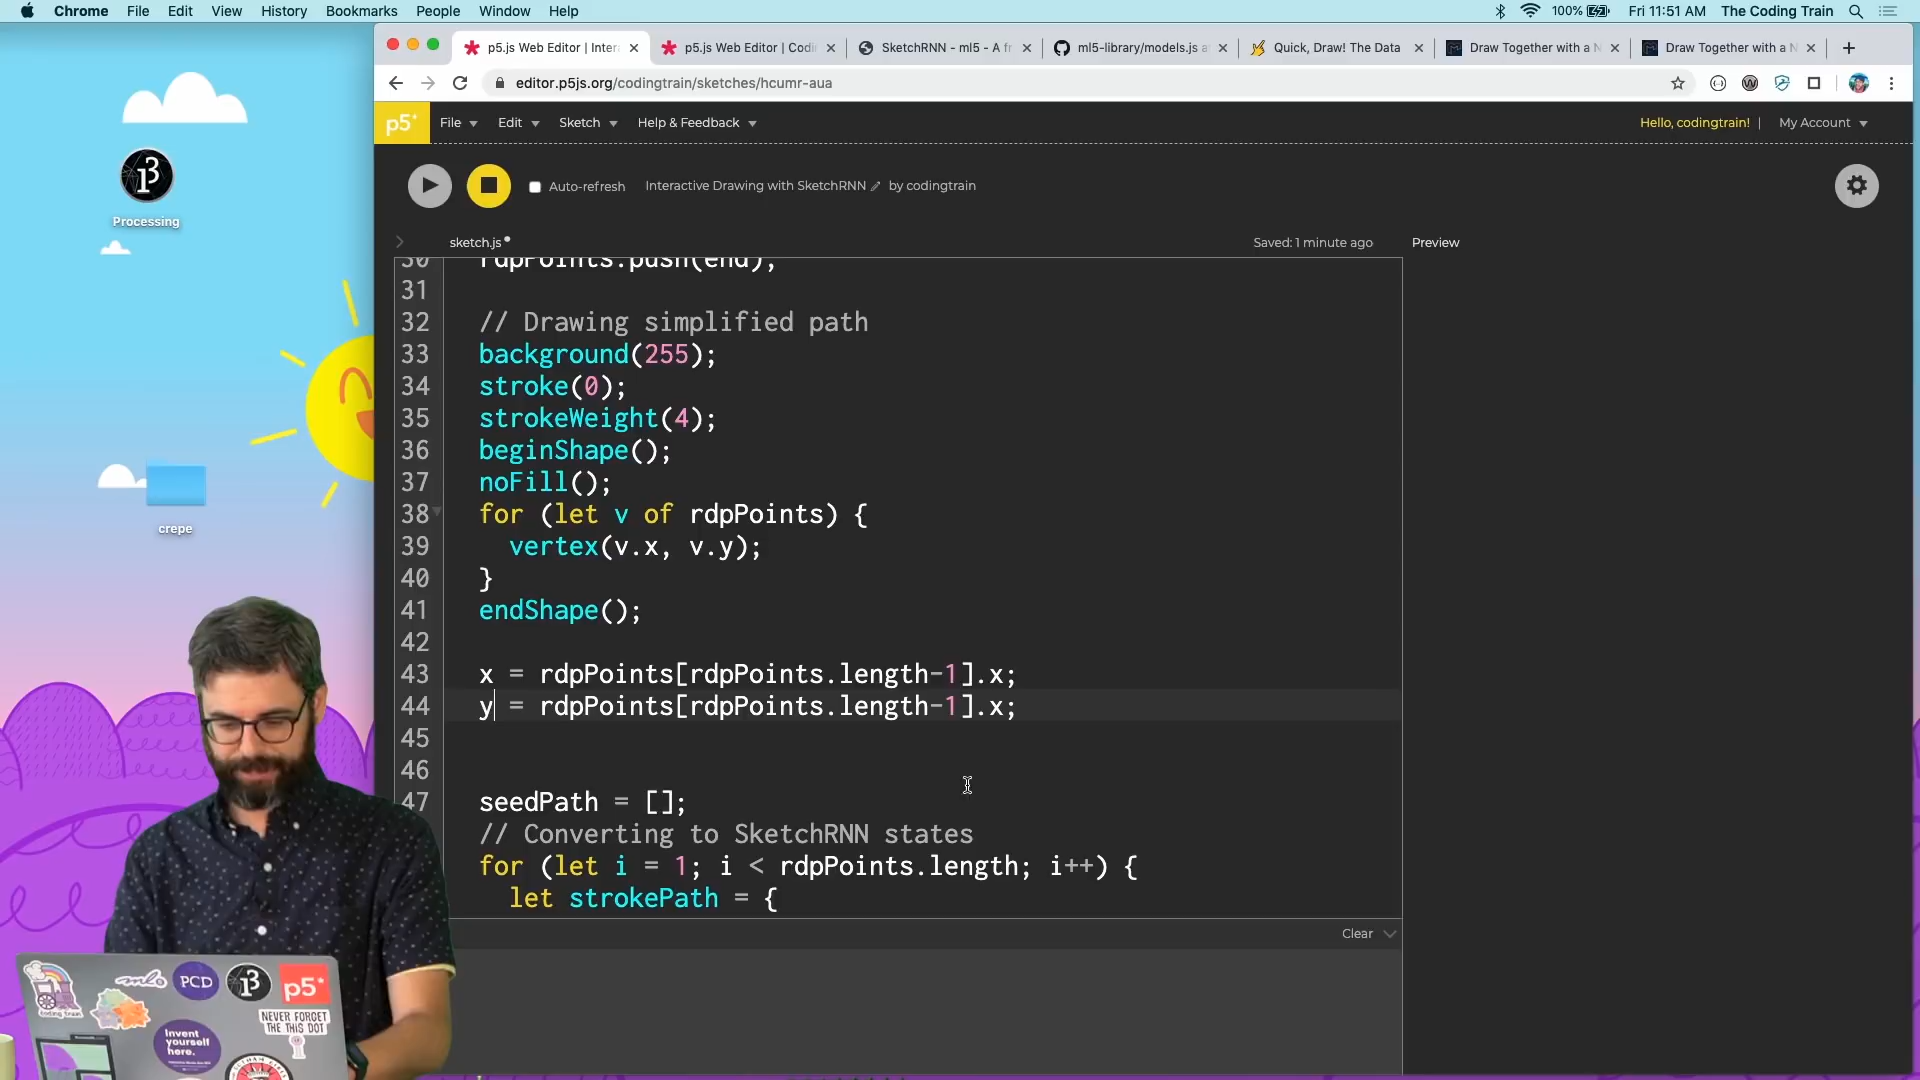 Chrome File Edit View History Bookmarks People Window Help
100% Fri 11:51 AM The Coding Train
p5.js Web Editor | Inter
p5.js Web Editor | Codi
SketchRNN - ml5 - A fr
ml5-library/models.js a
Quick, Draw! The Data
Draw Together with a N
Draw Together with a N
editor.p5js.org/codingtrain/sketches/hcumr-aua
p5* File Edit Sketch Help & Feedback
Hello, codingtrain! | My Account
Auto-refresh Interactive Drawing with SketchRNN by codingtrain
sketch.js Saved: 1 minute ago Preview
30 rdpPoints.push(end);
31
32 // Drawing simplified path
33 background(255);
34 stroke(0);
35 strokeWeight(4);
36 beginShape();
37 noFill();
38 for (let v of rdpPoints) {
39 vertex(v.x, v.y);
40 }
41 endShape();
42
43 x = rdpPoints[rdpPoints.length-1].x;
44 y = rdpPoints[rdpPoints.length-1].x;
45
46
47 seedPath = [];
// Converting to SketchRNN states
for (let i = 1; i < rdpPoints.length; i++) {
let strokePath = {
Clear
Processing
crepe
coding train
PCD
p5*
NEVER FORGET
THE THIS DOT
Invent
yourself
here.